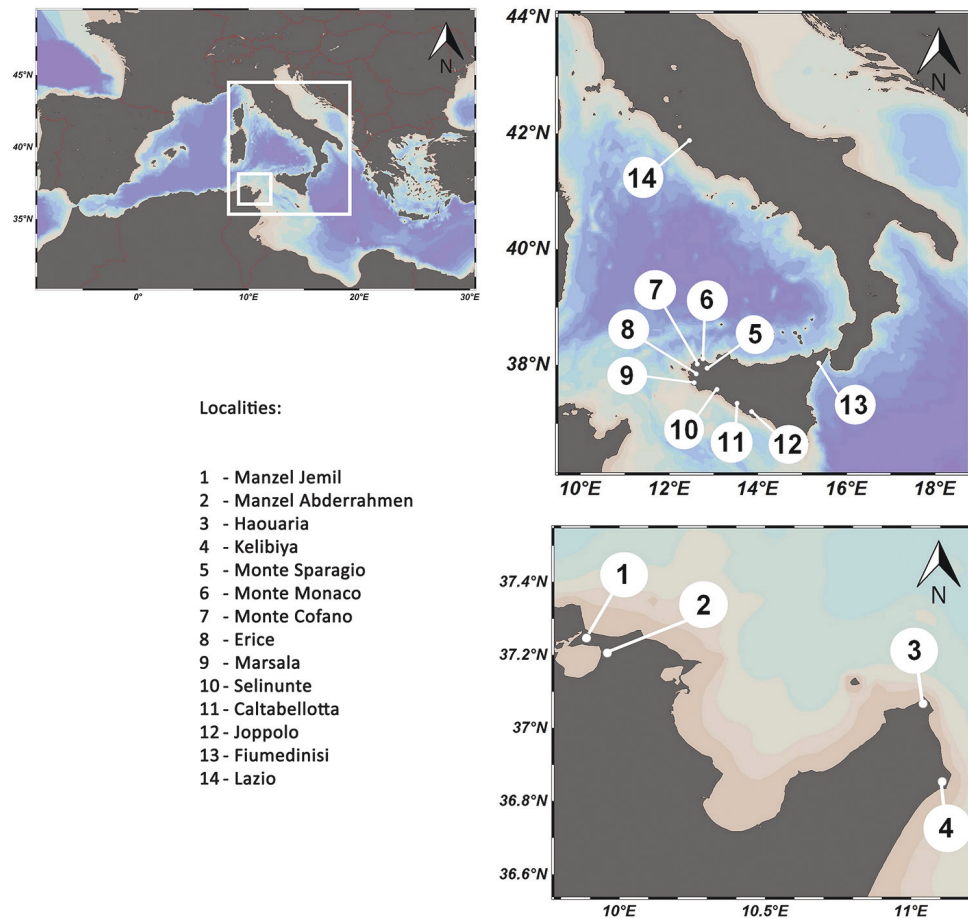 N
45°N
40°N
35°N
0°
10°E
20°E
30°E
44°N
42°N
40°N
38°N
N
14
7
6
8
5
9
13
10
11
12
10°E
12°E
14°E
16°E
18°E
Localities:
1 - Manzel Jemil
2 - Manzel Abderrahmen
3 - Haouaria
4 - Kelibiya
5 - Monte Sparagio
6 - Monte Monaco
7 - Monte Cofano
8 - Erice
9 - Marsala
10 - Selinunte
11 - Caltabellotta
12 - Joppolo
13 - Fiumedinisi
14 - Lazio
37.4°N
37.2°N
37°N
36.8°N
36.6°N
N
1
2
3
4
10°E
10.5°E
11°E